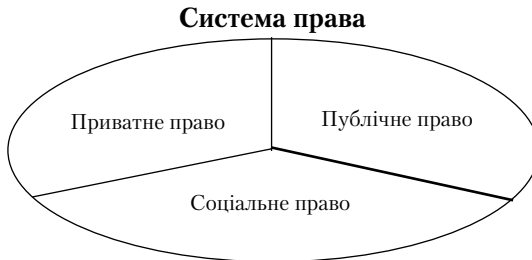 Система права
Приватне право
Публічне право
Соціальне право